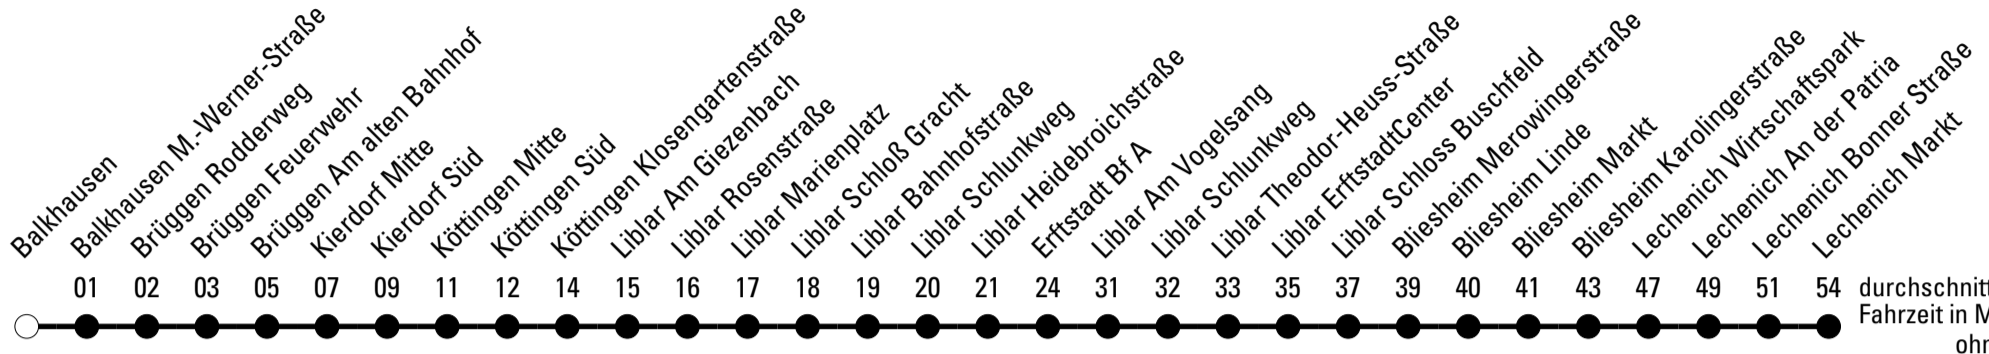 Balkhausen
Balkhausen M.-Werner-Straße
Brüggen Rodderweg
Brüggen Feuerwehr
Brüggen Am alten Bahnhof
Kierdorf Mitte
Kierdorf Süd
Köttingen Mitte
Köttingen Süd
Köttingen Klosengartenstraße
Liblar Am Giezenbach
Liblar Rosenstraße
Liblar Marienplatz
Liblar Schloß Gracht
Liblar Bahnhofstraße
Liblar Schlunkweg
Liblar Heidebroichstraße
Erftstadt Bf A
Liblar Am Vogelsang
Liblar Schlunkweg
Liblar Theodor-Heuss-Straße
Liblar ErftstadtCenter
Liblar Schloss Buschfeld
Bliesheim Merowingerstraße
Bliesheim Linde
Bliesheim Markt
Bliesheim Karolingerstraße
Lechenich Wirtschaftspark
Lechenich An der Patria
Lechenich Bonner Straße
Lechenich Markt
01 02 03 05 07 09 11 12 14 15 16 17 18 19 20 21 24 31 32 33 35 37 39 40 41 43 47 49 51 54 durchschnitt
Fahrzeit in M
ohn